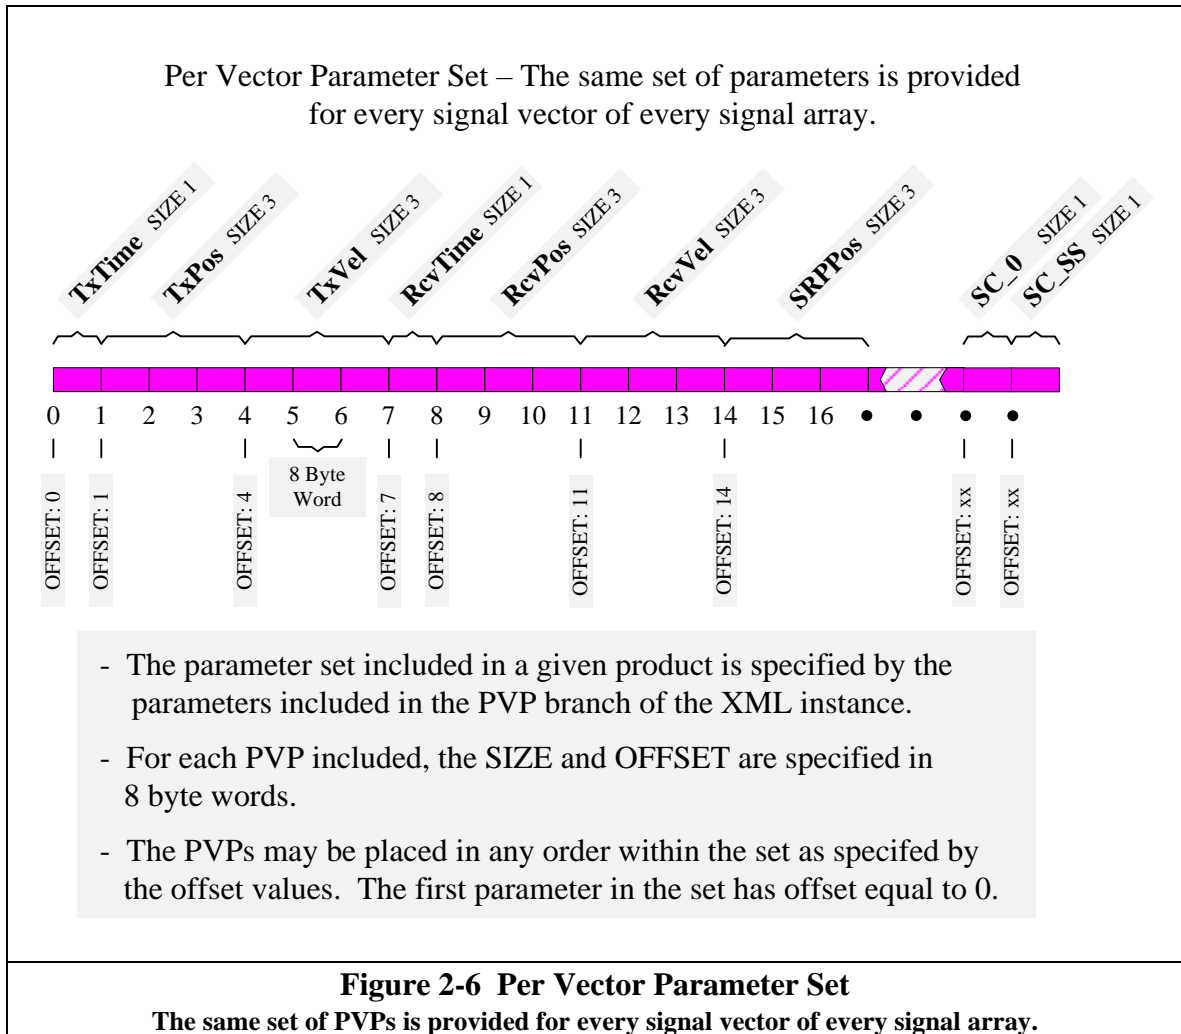 Per Vector Parameter Set – The same set of parameters is provided
for every signal vector of every signal array.
TxTime SIZE 1
TxPos SIZE 3
TxVel SIZE 3
RcvTime SIZE 1
RcvPos SIZE 3
RcvVel SIZE 3
SRPPos SIZE 3
SC_0 SIZE 1
SC_SS SIZE 1
0 1 2 3 4 5 6 7 8 9 10 11 12 13 14 15 16 • • • •
8 Byte
Word
OFFSET: 0
OFFSET: 1
OFFSET: 4
OFFSET: 7
OFFSET: 8
OFFSET: 11
OFFSET: 14
OFFSET: xx
OFFSET: xx
- The parameter set included in a given product is specified by the
parameters included in the PVP branch of the XML instance.
- For each PVP included, the SIZE and OFFSET are specified in
8 byte words.
- The PVPs may be placed in any order within the set as specifed by
the offset values. The first parameter in the set has offset equal to 0.
Figure 2-6 Per Vector Parameter Set
The same set of PVPs is provided for every signal vector of every signal array.